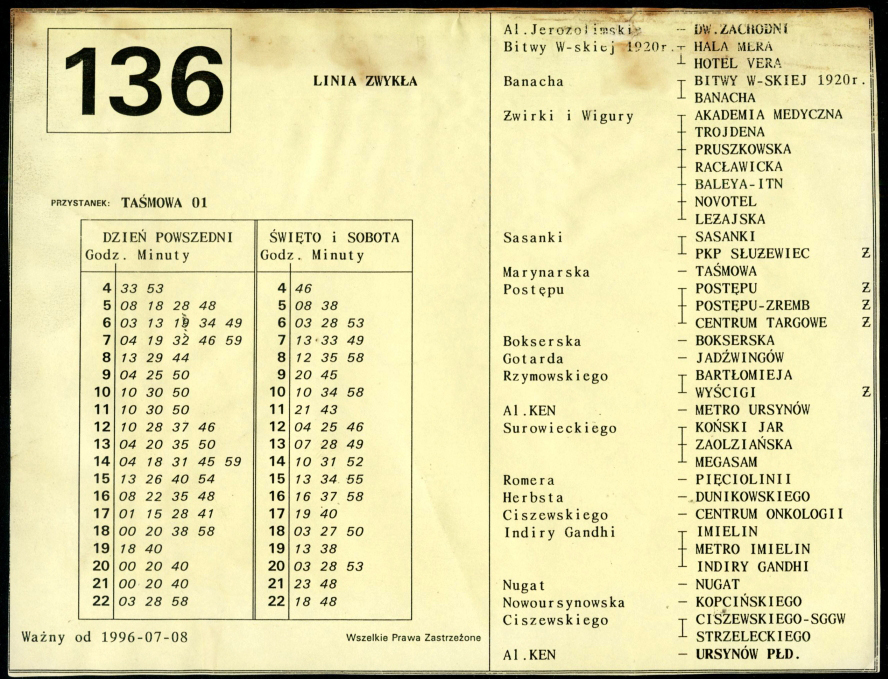 136
LINIA ZWYKŁA
PRZYSTANEK: TAŚMOWA 01
DZIEŃ POWSZEDNI
Godz. Minuty
4 33 53
5 08 18 28 48
6 03 13 19 34 49
7 04 19 32 46 59
8 13 29 44
9 04 25 50
10 10 30 50
11 10 30 50
12 10 28 37 46
13 04 20 35 50
14 04 18 31 45 59
15 13 26 40 54
16 08 22 35 48
17 01 15 28 41
18 00 20 38 58
19 18 40
20 00 20 40
21 00 20 40
22 03 28 58
ŚWIĘTO i SOBOTA
Godz. Minuty
4 46
5 08 38
6 03 28 53
7 13 33 49
8 12 35 58
9 20 45
10 10 34 58
11 21 43
12 04 25 46
13 07 28 49
14 10 31 52
15 13 34 55
16 16 37 58
17 19 40
18 03 27 50
19 13 38
20 03 28 53
21 23 48
22 18 48
Ważny od 1996-07-08
Wszelkie Prawa Zastrzeżone
Al.Jerozolimskie – DW.ZACHODNI
Bitwy W-skiej 1920r. HALA MERA
HOTEL VERA
Banacha BITWY W-SKIEJ 1920r.
BANACHA
Żwirki i Wigury AKADEMIA MEDYCZNA
TROJDENA
PRUSZKOWSKA
RACŁAWICKA
BALEYA-ITN
NOVOTEL
LEŻAJSKA
Sasanki SASANKI
PKP SŁUŻEWIEC Ż
Marynarska – TAŚMOWA
Postępu POSTĘPU Ż
POSTĘPU-ZREMB Ż
CENTRUM TARGOWE Ż
Bokserska – BOKSERSKA
Gotarda – JADŹWINGÓW
Rzymowskiego BARTŁOMIEJA
WYŚCIGI Ż
Al.KEN – METRO URSYNÓW
Surowieckiego KOŃSKI JAR
ZAOLZIAŃSKA
MEGASAM
Romera – PIĘCIOLINII
Herbsta – DUNIKOWSKIEGO
Ciszewskiego – CENTRUM ONKOLOGII
Indiry Gandhi IMIELIN
METRO IMIELIN
INDIRY GANDHI
Nugat – NUGAT
Nowoursynowska – KOPCIŃSKIEGO
Ciszewskiego CISZEWSKIEGO-SGGW
STRZELECKIEGO
Al.KEN – URSYNÓW PŁD.